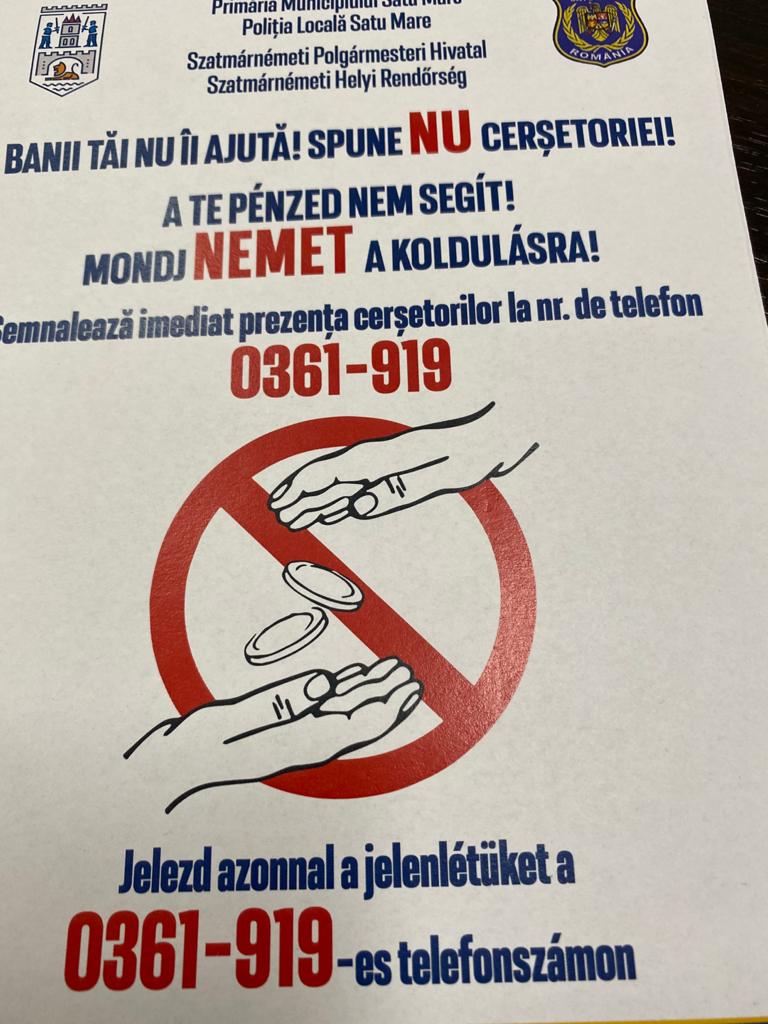 Primăria Municipiului Satu Mare
Poliția Locală Satu Mare
Szatmárnémeti Polgármesteri Hivatal
Szatmárnémeti Helyi Rendőrség
ROMÂNIA
BANII TĂI NU ÎI AJUTĂ! SPUNE NU CERȘETORIEI!
A TE PÉNZED NEM SEGÍT!
MONDJ NEMET A KOLDULÁSRA!
Semnalează imediat prezența cerșetorilor la nr. de telefon
0361-919
Jelezd azonnal a jelenlétüket a
0361-919-es telefonszámon